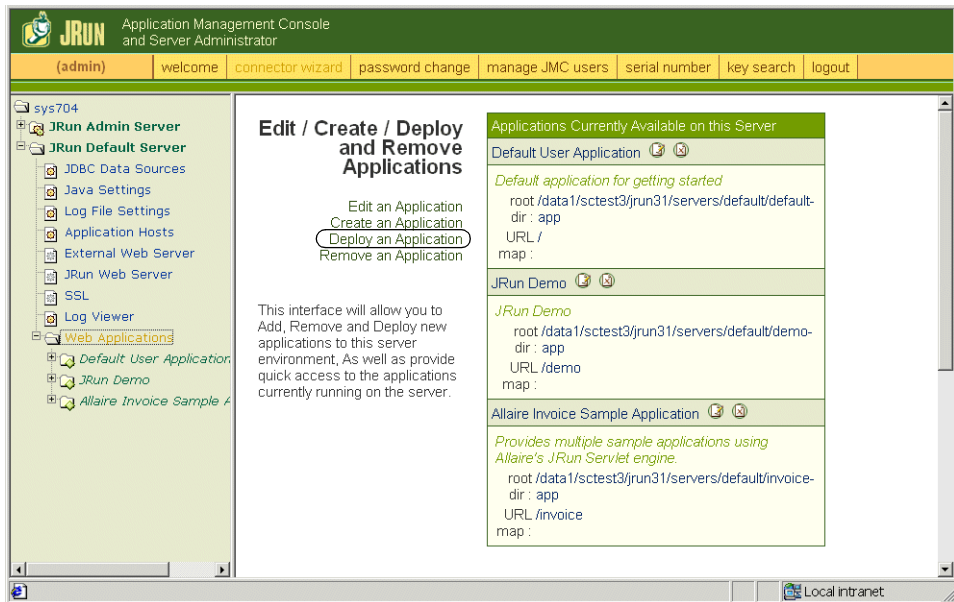 JRUN
Application Management Console
and Server Administrator
(admin)
welcome
connector wizard
password change
manage JMC users
serial number
key search
logout
sys704
JRun Admin Server
JRun Default Server
JDBC Data Sources
Java Settings
Log File Settings
Application Hosts
External Web Server
JRun Web Server
SSL
Log Viewer
Web Applications
Default User Application
JRun Demo
Allaire Invoice Sample A
Edit / Create / Deploy
and Remove
Applications
Edit an Application
Create an Application
Deploy an Application
Remove an Application
This interface will allow you to
Add, Remove and Deploy new
applications to this server
environment, As well as provide
quick access to the applications
currently running on the server.
Applications Currently Available on this Server
Default User Application
Default application for getting started
root /data1/sctest3/jrun31/servers/default/default-
dir : app
URL /
map :
JRun Demo
JRun Demo
root /data1/sctest3/jrun31/servers/default/demo-
dir : app
URL /demo
map :
Allaire Invoice Sample Application
Provides multiple sample applications using
Allaire's JRun Servlet engine.
root /data1/sctest3/jrun31/servers/default/invoice-
dir : app
URL /invoice
map :
Local intranet